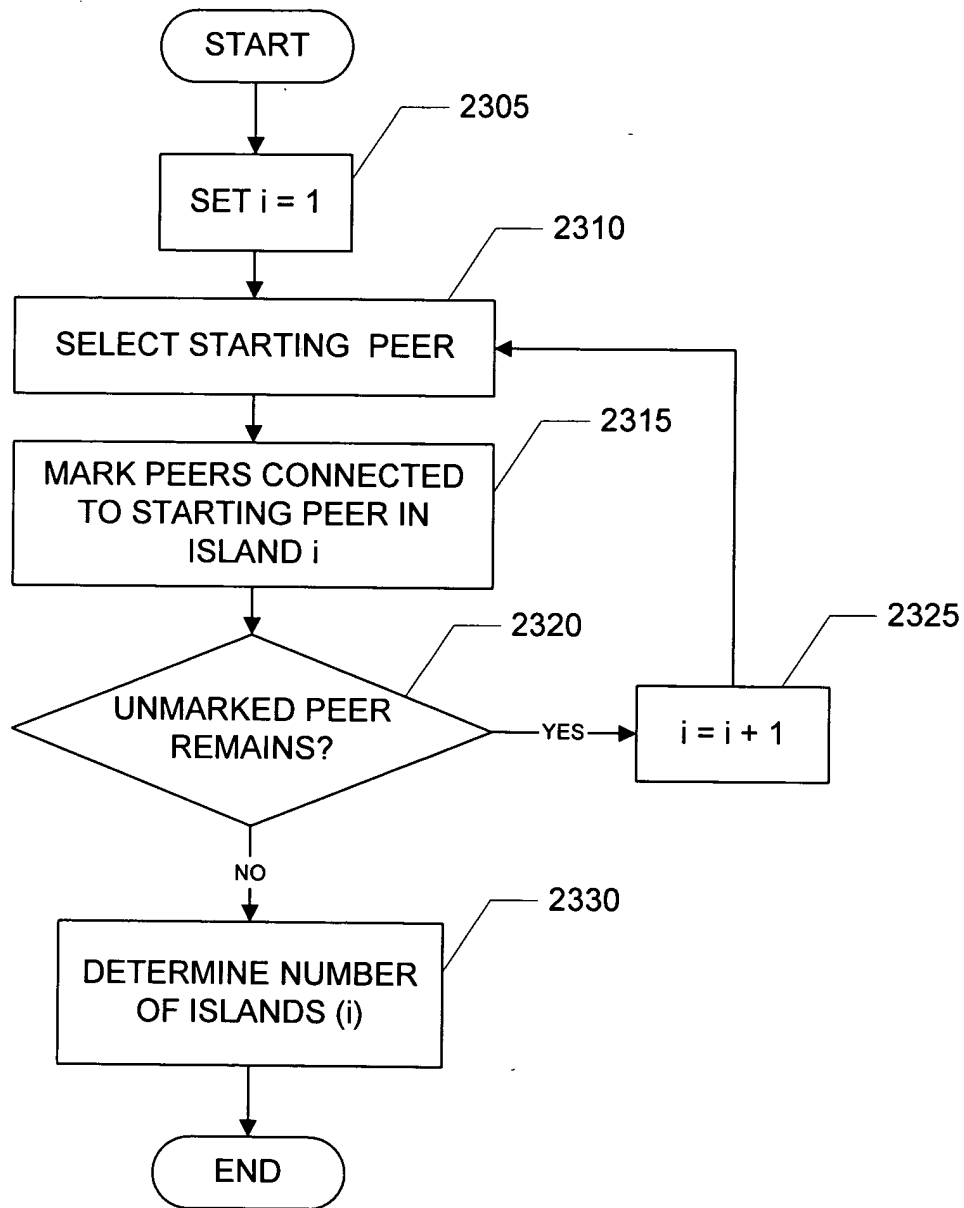 START
2305
SET i = 1
2310
SELECT STARTING PEER
2315
MARK PEERS CONNECTED
TO STARTING PEER IN
ISLAND i
2320
UNMARKED PEER
REMAINS?
YES
2325
i = i + 1
NO
2330
DETERMINE NUMBER
OF ISLANDS (i)
END